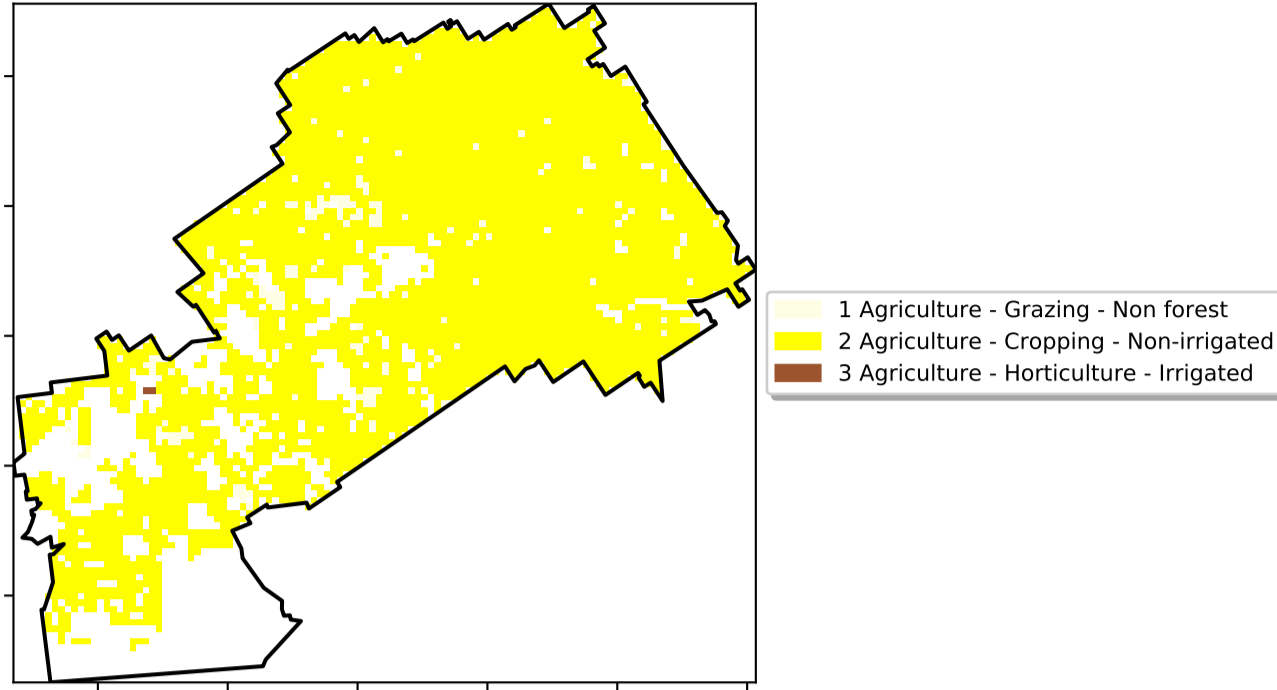 1 Agriculture - Grazing - Non forest
2 Agriculture - Cropping - Non-irrigated
3 Agriculture - Horticulture - Irrigated